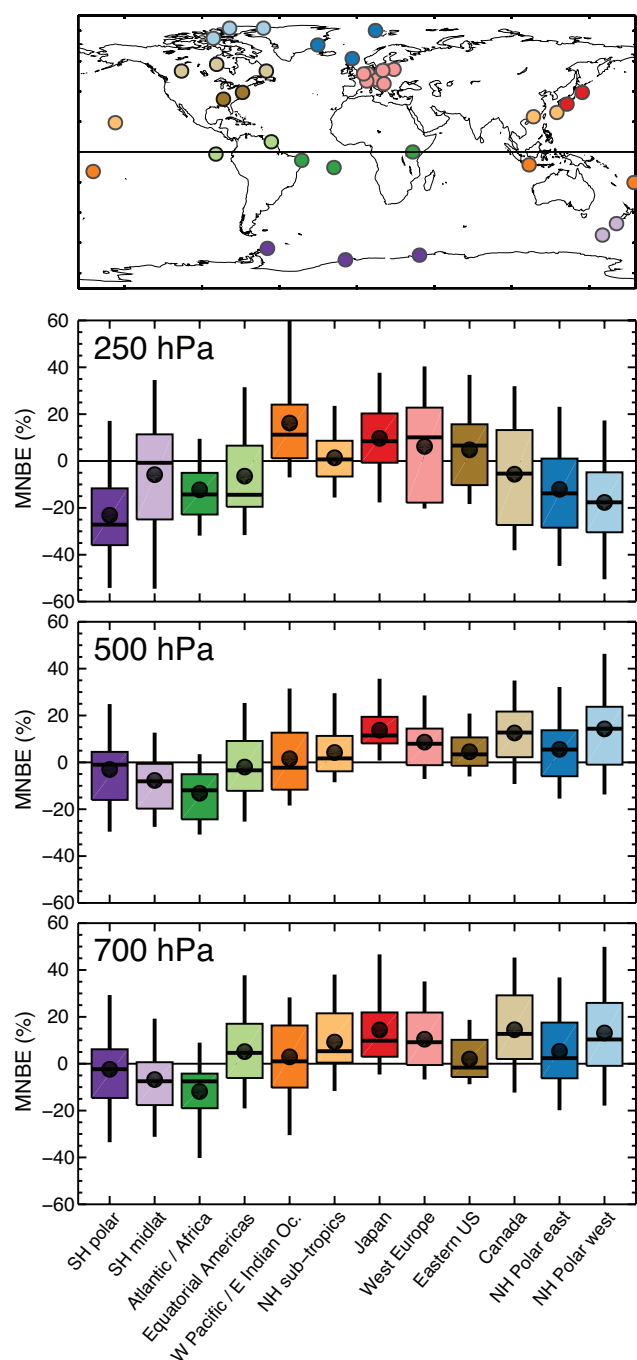 60
250 hPa
40
20
MNBE (%)
0
−20
−40
−60
60
500 hPa
40
20
MNBE (%)
0
−20
−40
−60
60
700 hPa
40
20
MNBE (%)
0
−20
−40
−60
SH polar
SH midlat
Atlantic / Africa
Equatorial Americas
W Pacific / E Indian Oc.
NH sub−tropics
Japan
West Europe
Eastern US
Canada
NH Polar east
NH Polar west